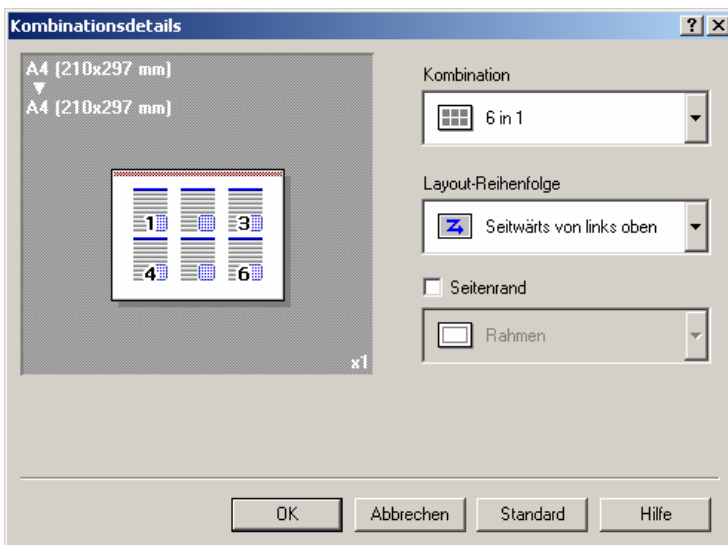 Kombinationsdetails
A4 (210x297 mm)
A4 (210x297 mm)
1 3
4 6
x1
Kombination
6 in 1
Layout-Reihenfolge
Seitwärts von links oben
Seitenrand
Rahmen
OK Abbrechen Standard Hilfe